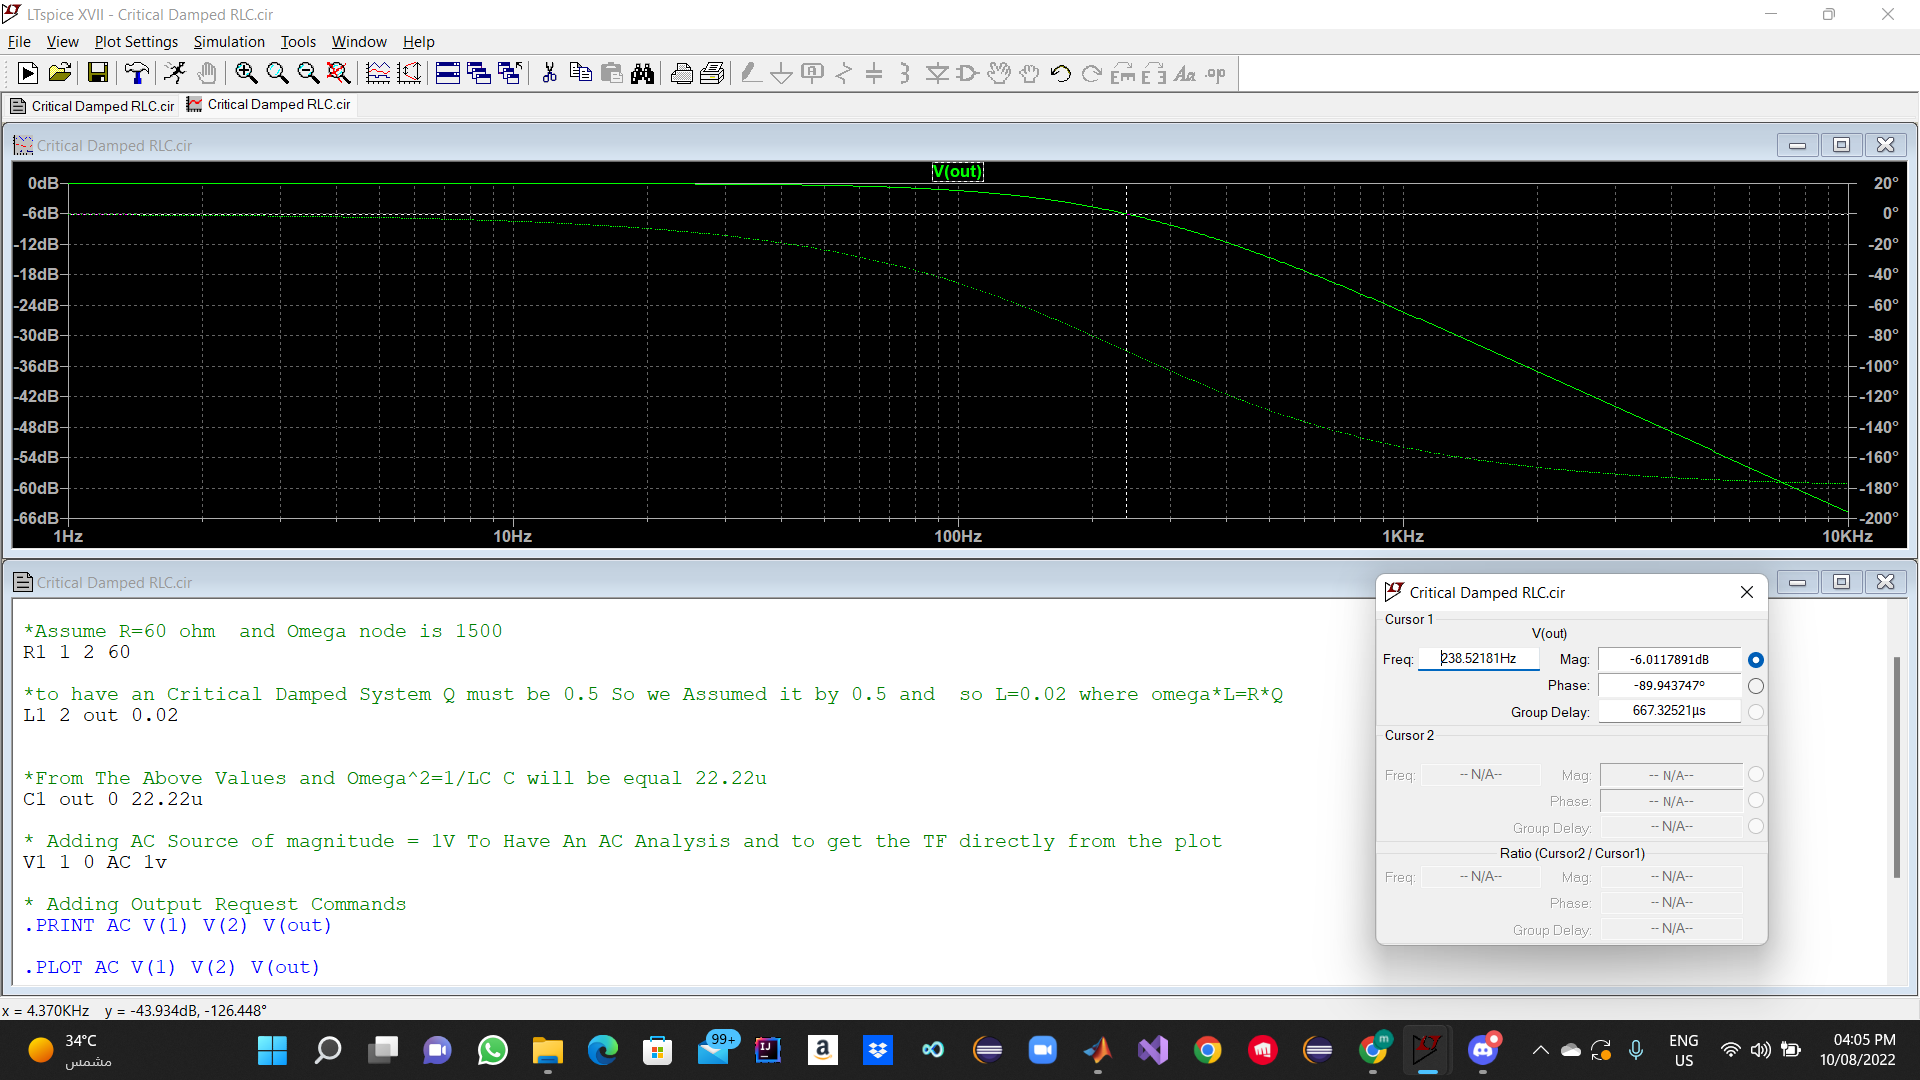 LTspice XVII - Critical Damped RLC.cir
File View Plot Settings Simulation Tools Window Help
Critical Damped RLC.cir Critical Damped RLC.cir
Critical Damped RLC.cir
V(out)
0dB 20°
-6dB 0°
-12dB -20°
-18dB -40°
-24dB -60°
-30dB -80°
-36dB -100°
-42dB -120°
-48dB -140°
-54dB -160°
-60dB -180°
-66dB -200°
1Hz 10Hz 100Hz 1KHz 10KHz
Critical Damped RLC.cir
*Assume R=60 ohm  and Omega node is 1500
R1 1 2 60
*to have an Critical Damped System Q must be 0.5 So we Assumed it by 0.5 and  so L=0.02 where omega*L=R*Q
L1 2 out 0.02
*From The Above Values and Omega^2=1/LC C will be equal 22.22u
C1 out 0 22.22u
* Adding AC Source of magnitude = 1V To Have An AC Analysis and to get the TF directly from the plot
V1 1 0 AC 1v
* Adding Output Request Commands
.PRINT AC V(1) V(2) V(out)
.PLOT AC V(1) V(2) V(out)
Critical Damped RLC.cir
Cursor 1
V(out)
Freq: 238.52181Hz Mag: -6.0117891dB
Phase: -89.943747°
Group Delay: 667.32521µs
Cursor 2
Freq: -- N/A-- Mag: -- N/A--
Phase: -- N/A--
Group Delay: -- N/A--
Ratio (Cursor2 / Cursor1)
Freq: -- N/A-- Mag: -- N/A--
Phase: -- N/A--
Group Delay: -- N/A--
x = 4.370KHz y = -43.934dB, -126.448°
34°C
مشمس
99+
ENG
US
04:05 PM
10/08/2022